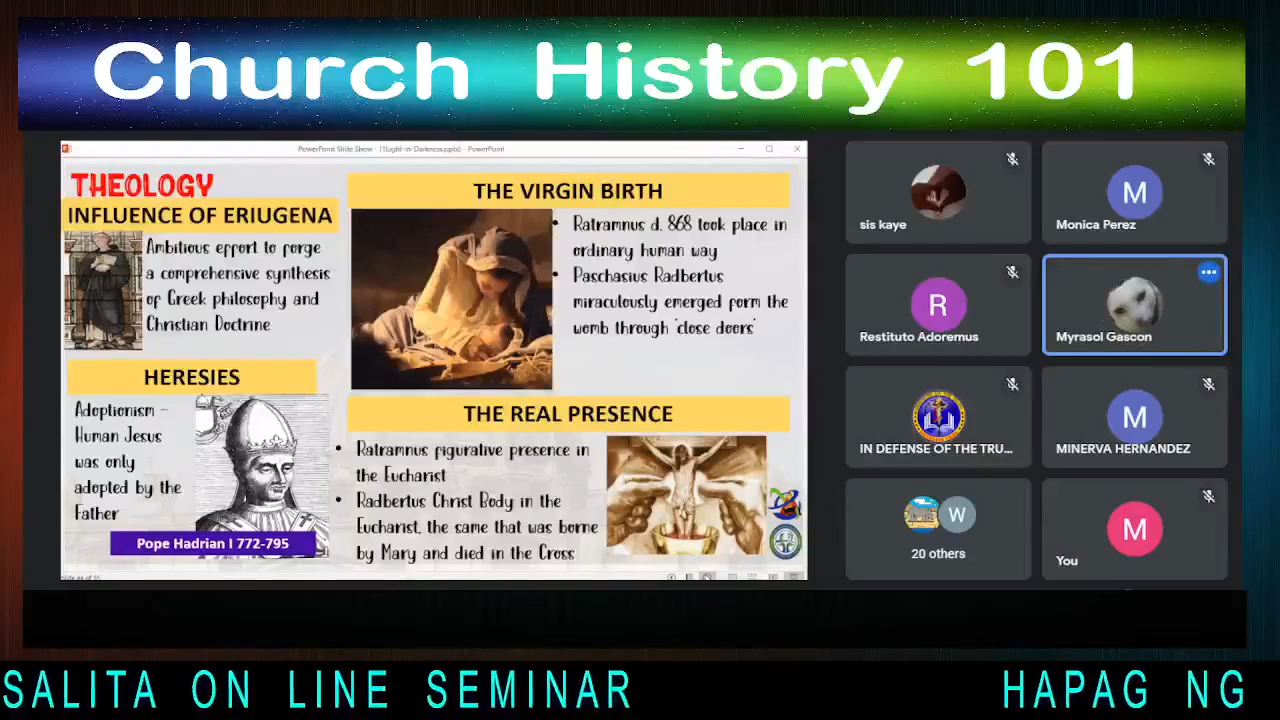 Church History 101
PowerPoint Slide Show - [1Light-in-Darkness.pptx] - PowerPoint
THEOLOGY
INFLUENCE OF ERIUGENA
Ambitious effort to forge
a comprehensive synthesis
of Greek philosophy and
Christian Doctrine
HERESIES
Adoptionism –
Human Jesus
was only
adopted by the
Father
Pope Hadrian I 772-795
THE VIRGIN BIRTH
• Ratramnus d. 868 took place in
ordinary human way
• Paschasius Radbertus
miraculously emerged form the
womb through 'close doors'
THE REAL PRESENCE
• Ratramnus figurative presence in
the Eucharist
• Radbertus Christ Body in the
Eucharist, the same that was borne
by Mary and died in the Cross
sis kaye
M
Monica Perez
R
Restituto Adoremus
Myrasol Gascon
IN DEFENSE OF THE TRU...
M
MINERVA HERNANDEZ
W
20 others
M
You
SALITA ON LINE SEMINAR
HAPAG NG